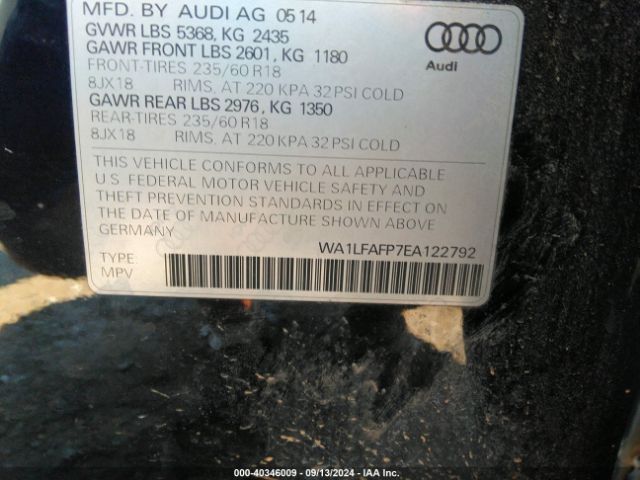 MFD. BY AUDI AG 05 14
GVWR LBS 5368, KG 2435
GAWR FRONT LBS 2601, KG 1180
FRONT-TIRES 235/60 R18
8JX18 RIMS, AT 220 KPA 32 PSI COLD
GAWR REAR LBS 2976, KG 1350
REAR-TIRES 235/60 R18
8JX18 RIMS, AT 220 KPA 32 PSI COLD
Audi
THIS VEHICLE CONFORMS TO ALL APPLICABLE
U.S. FEDERAL MOTOR VEHICLE SAFETY AND
THEFT PREVENTION STANDARDS IN EFFECT ON
THE DATE OF MANUFACTURE SHOWN ABOVE
GERMANY
WA1LFAFP7EA122792
TYPE:
MPV
000-40346009 - 09/13/2024 - IAA Inc.